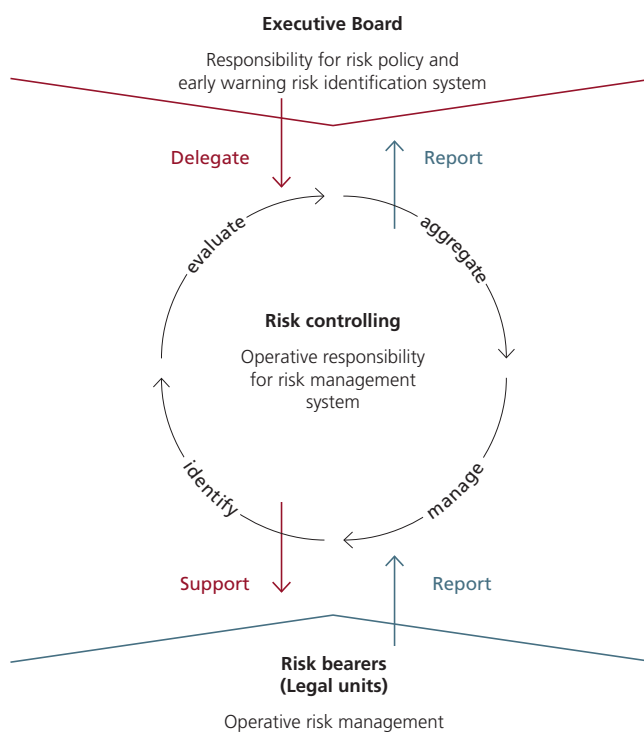 Executive Board
Responsibility for risk policy and
early warning risk identification system
Delegate
Report
evaluate
aggregate
Risk controlling
Operative responsibility
for risk management
system
identify
manage
Support
Report
Risk bearers
(Legal units)
Operative risk management